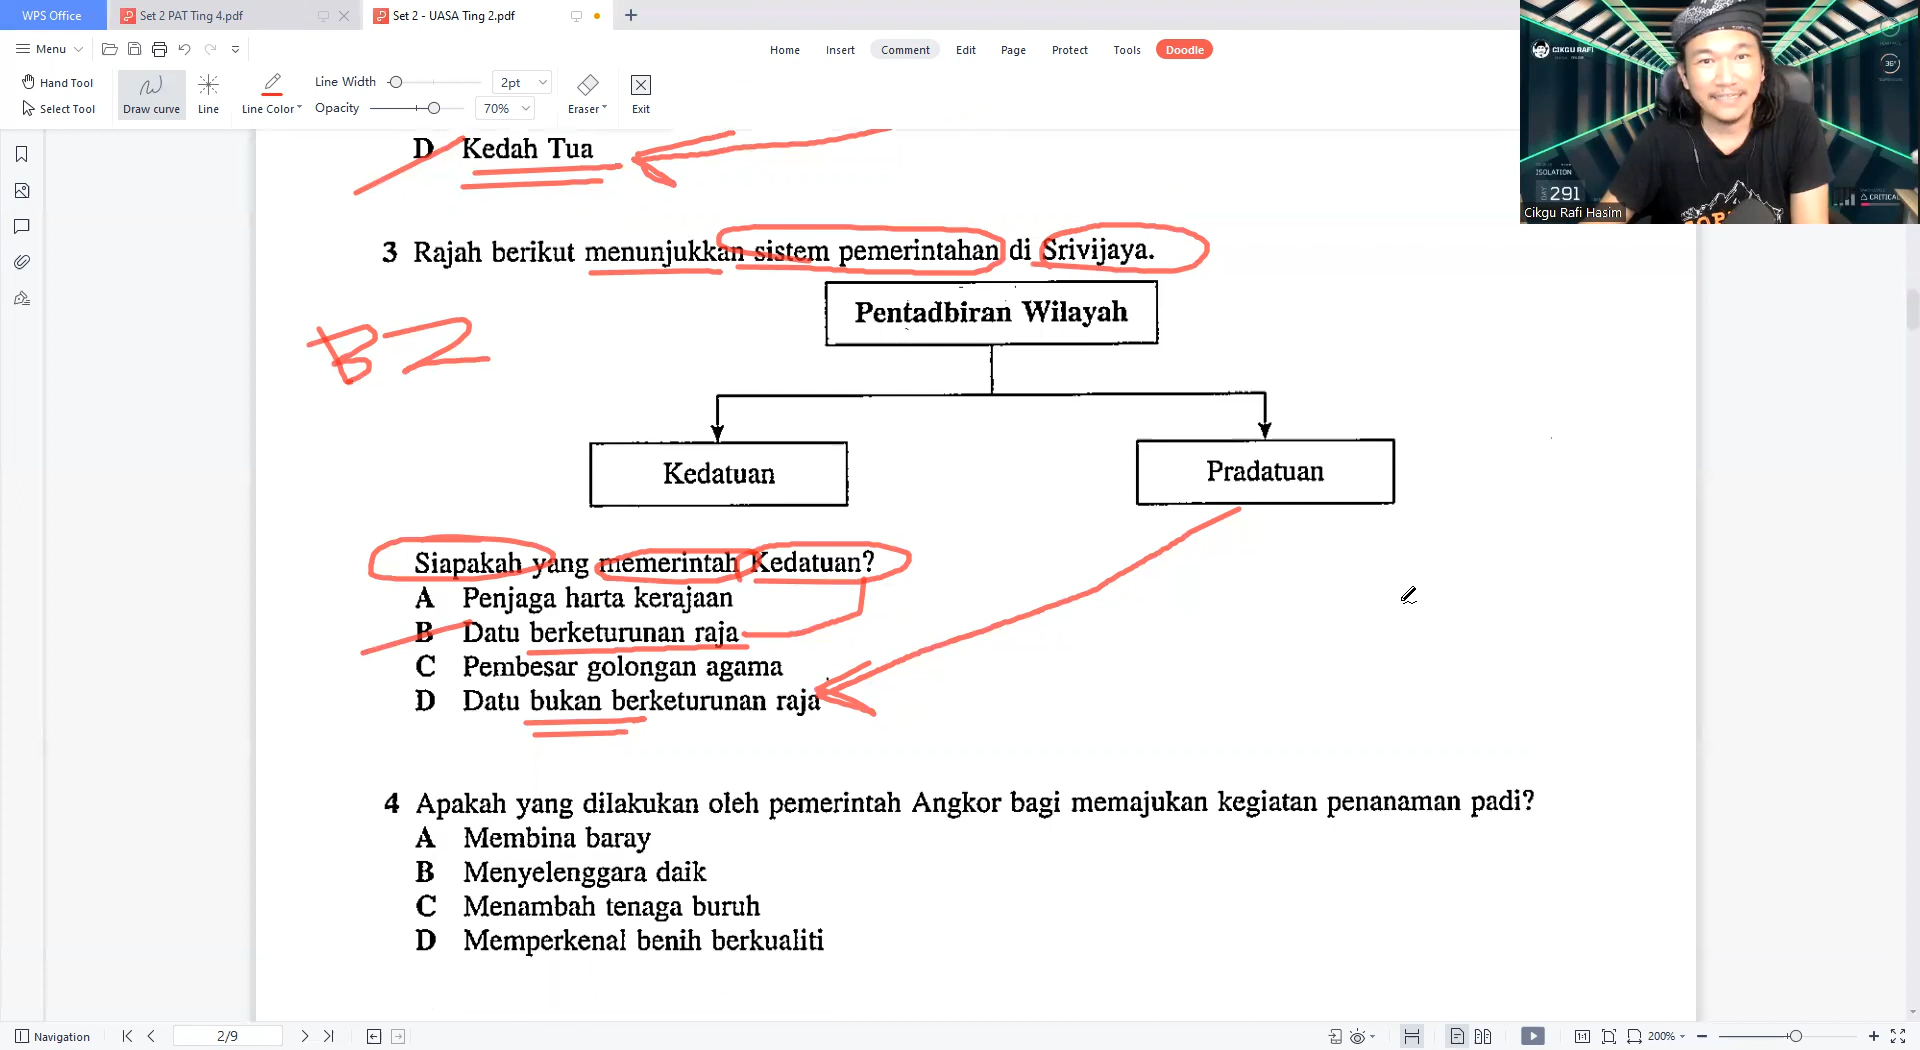 WPS Office
Set 2 PAT Ting 4.pdf
Set 2 - UASA Ting 2.pdf
Menu
Home Insert Comment Edit Page Protect Tools Doodle
Hand Tool
Select Tool
Draw curve
Line
Line Color
Line Width
2pt
Opacity
70%
Eraser
Exit
CIKGU RAFI
36°
ISOLATION
DAY 291
CRITICAL
Cikgu Rafi Hasim
D Kedah Tua
3 Rajah berikut menunjukkan sistem pemerintahan di Srivijaya.
Pentadbiran Wilayah
B2
Kedatuan
Pradatuan
Siapakah yang memerintah Kedatuan?
A Penjaga harta kerajaan
B Datu berketurunan raja
C Pembesar golongan agama
D Datu bukan berketurunan raja
4 Apakah yang dilakukan oleh pemerintah Angkor bagi memajukan kegiatan penanaman padi?
A Membina baray
B Menyelenggara daik
C Menambah tenaga buruh
D Memperkenal benih berkualiti
Navigation
2/9
200%